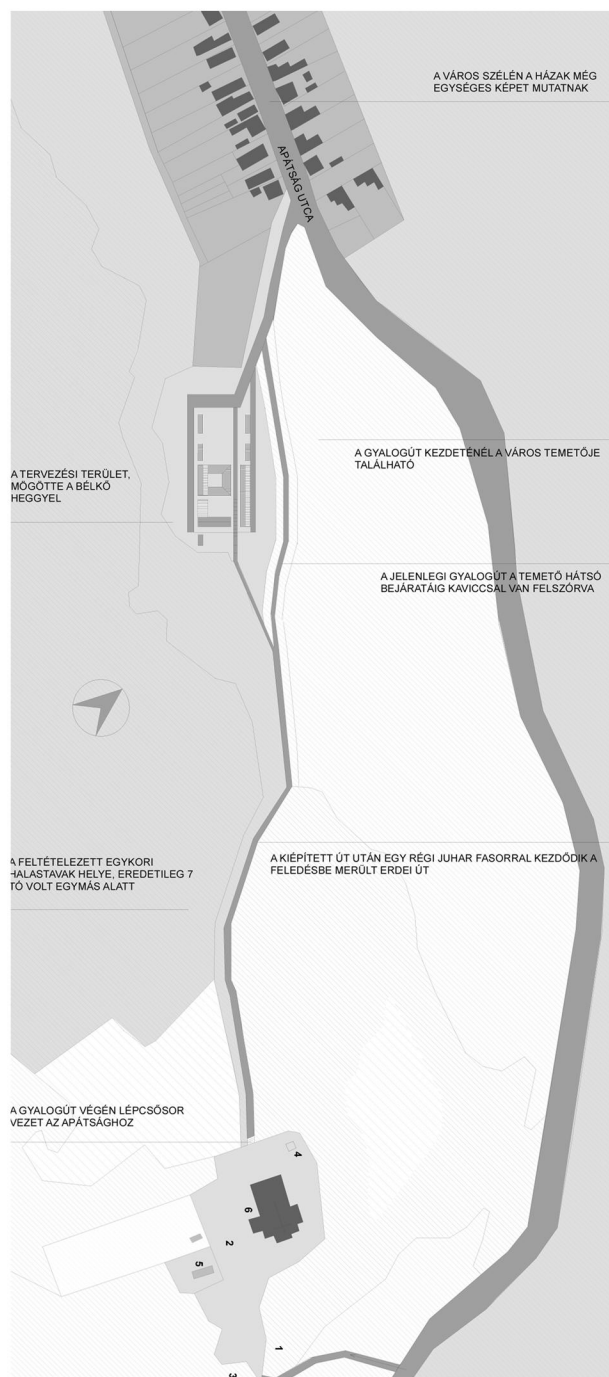 A VÁROS SZÉLÉN A HÁZAK MÉG
EGYSÉGES KÉPET MUTATNAK
APÁTSÁG UTCA
A GYALOGÚT KEZDETÉNÉL A VÁROS TEMETŐJE
TALÁLHATÓ
A TERVEZÉSI TERÜLET,
MÖGÖTTE A BÉLKŐ
HEGGYEL
A JELENLEGI GYALOGÚT A TEMETŐ HÁTSÓ
BEJÁRATÁIG KAVICCSAL VAN FELSZÓRVA
A KIÉPÍTETT ÚT UTÁN EGY RÉGI JUHAR FASORRAL KEZDŐDIK A
FELEDÉSBE MERÜLT ERDEI ÚT
A FELTÉTELEZETT EGYKORI
HALASTAVAK HELYE, EREDETILEG 7
TÓ VOLT EGYMÁS ALATT
A GYALOGÚT VÉGÉN LÉPCSŐSOR
VEZET AZ APÁTSÁGHOZ
4
6
2
5
1
3